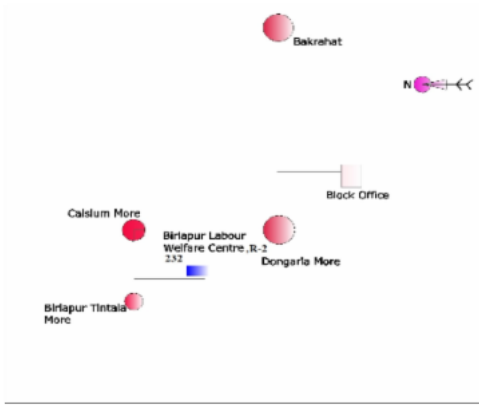 Bakrahat
N
Block Office
Calsium More
Birlapur Labour
Welfare Centre,R-2
232
Dongaria More
Birlapur Tintala
More